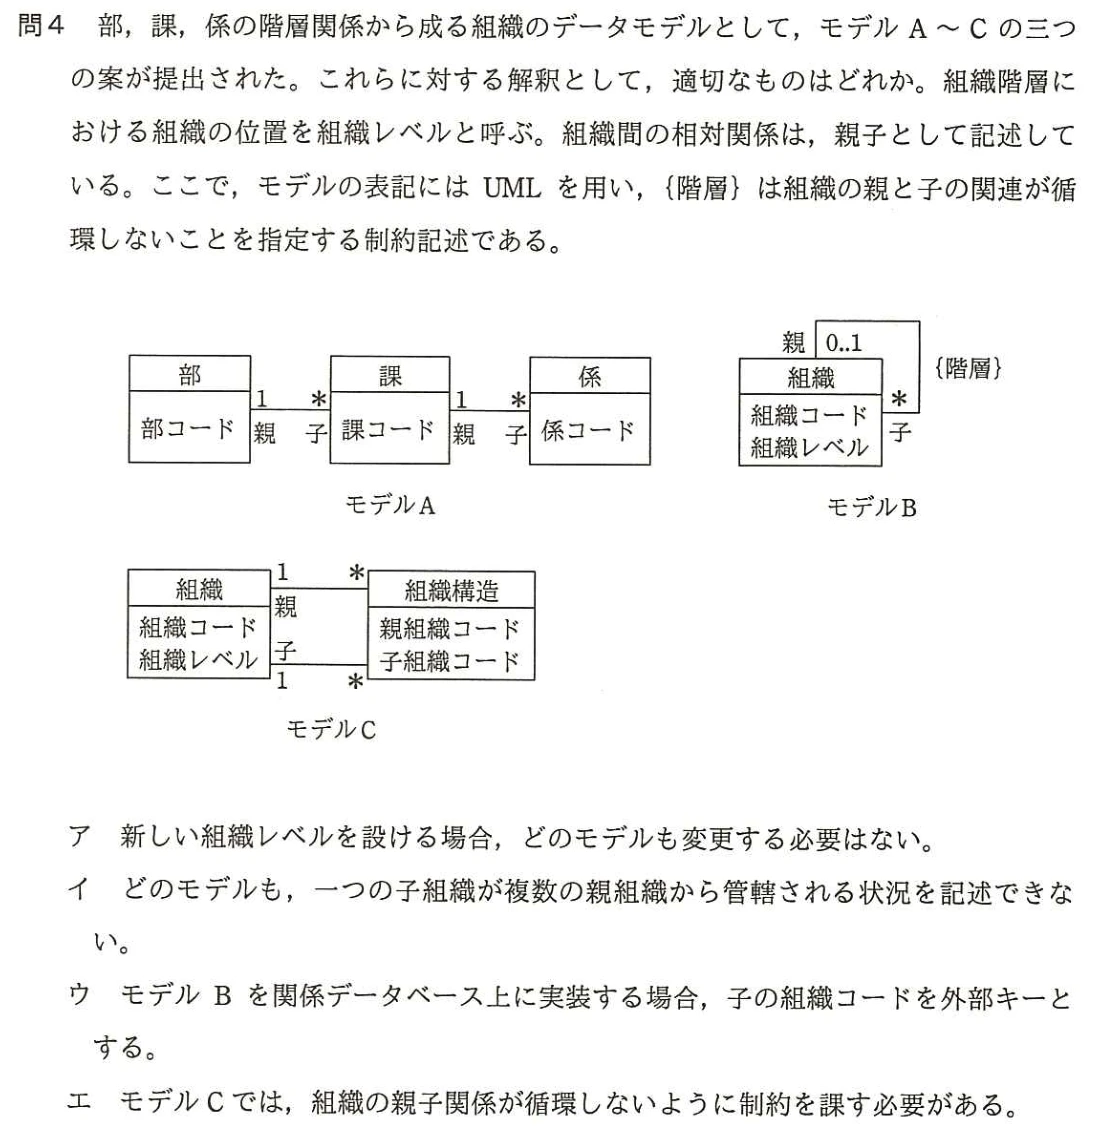 問4　部，課，係の階層関係から成る組織のデータモデルとして，モデル A ～ C の三つ
の案が提出された。これらに対する解釈として，適切なものはどれか。組織階層に
おける組織の位置を組織レベルと呼ぶ。組織間の相対関係は，親子として記述して
いる。ここで，モデルの表記には UML を用い，{階層} は組織の親と子の関連が循
環しないことを指定する制約記述である。
部
部コード
1
親
＊
子
課
課コード
1
親
＊
子
係
係コード
モデルA
親
0..1
組織
組織コード
組織レベル
＊
子
{階層}
モデルB
組織
組織コード
組織レベル
1
親
＊
子
1
＊
組織構造
親組織コード
子組織コード
モデルC
ア　新しい組織レベルを設ける場合，どのモデルも変更する必要はない。
イ　どのモデルも，一つの子組織が複数の親組織から管轄される状況を記述できな
い。
ウ　モデル B を関係データベース上に実装する場合，子の組織コードを外部キーと
する。
エ　モデルCでは，組織の親子関係が循環しないように制約を課す必要がある。